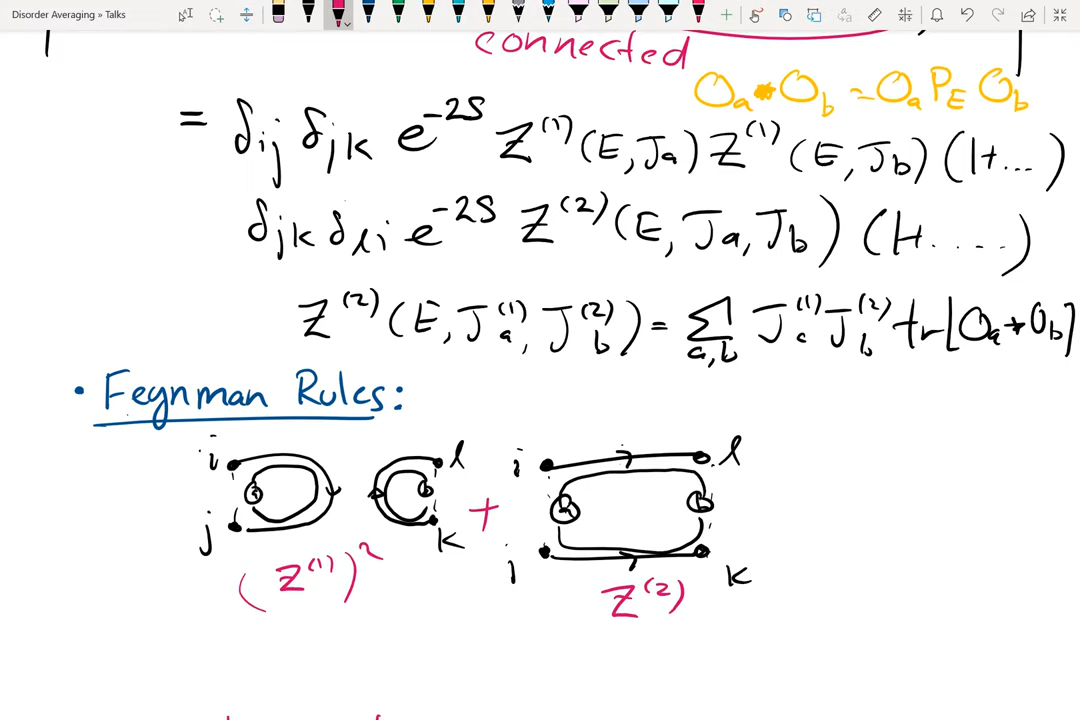 Disorder Averaging » Talks
connected
O_a * O_b = O_a P_E O_b
= δ_ij δ_jk e^{-2S} Z^{(1)}(E, J_a) Z^{(1)}(E, J_b) (1+...)
δ_jk δ_li e^{-2S} Z^{(2)}(E, J_a, J_b) (1+....)
Z^{(2)}(E, J_a^{(1)}, J_b^{(2)}) = Σ_{a,b} J_a^{(1)} J_b^{(2)} tr[O_a * O_b]
• Feynman Rules:
i l i l
a b a b
j k + j k
(Z^{(1)})^2 Z^{(2)}